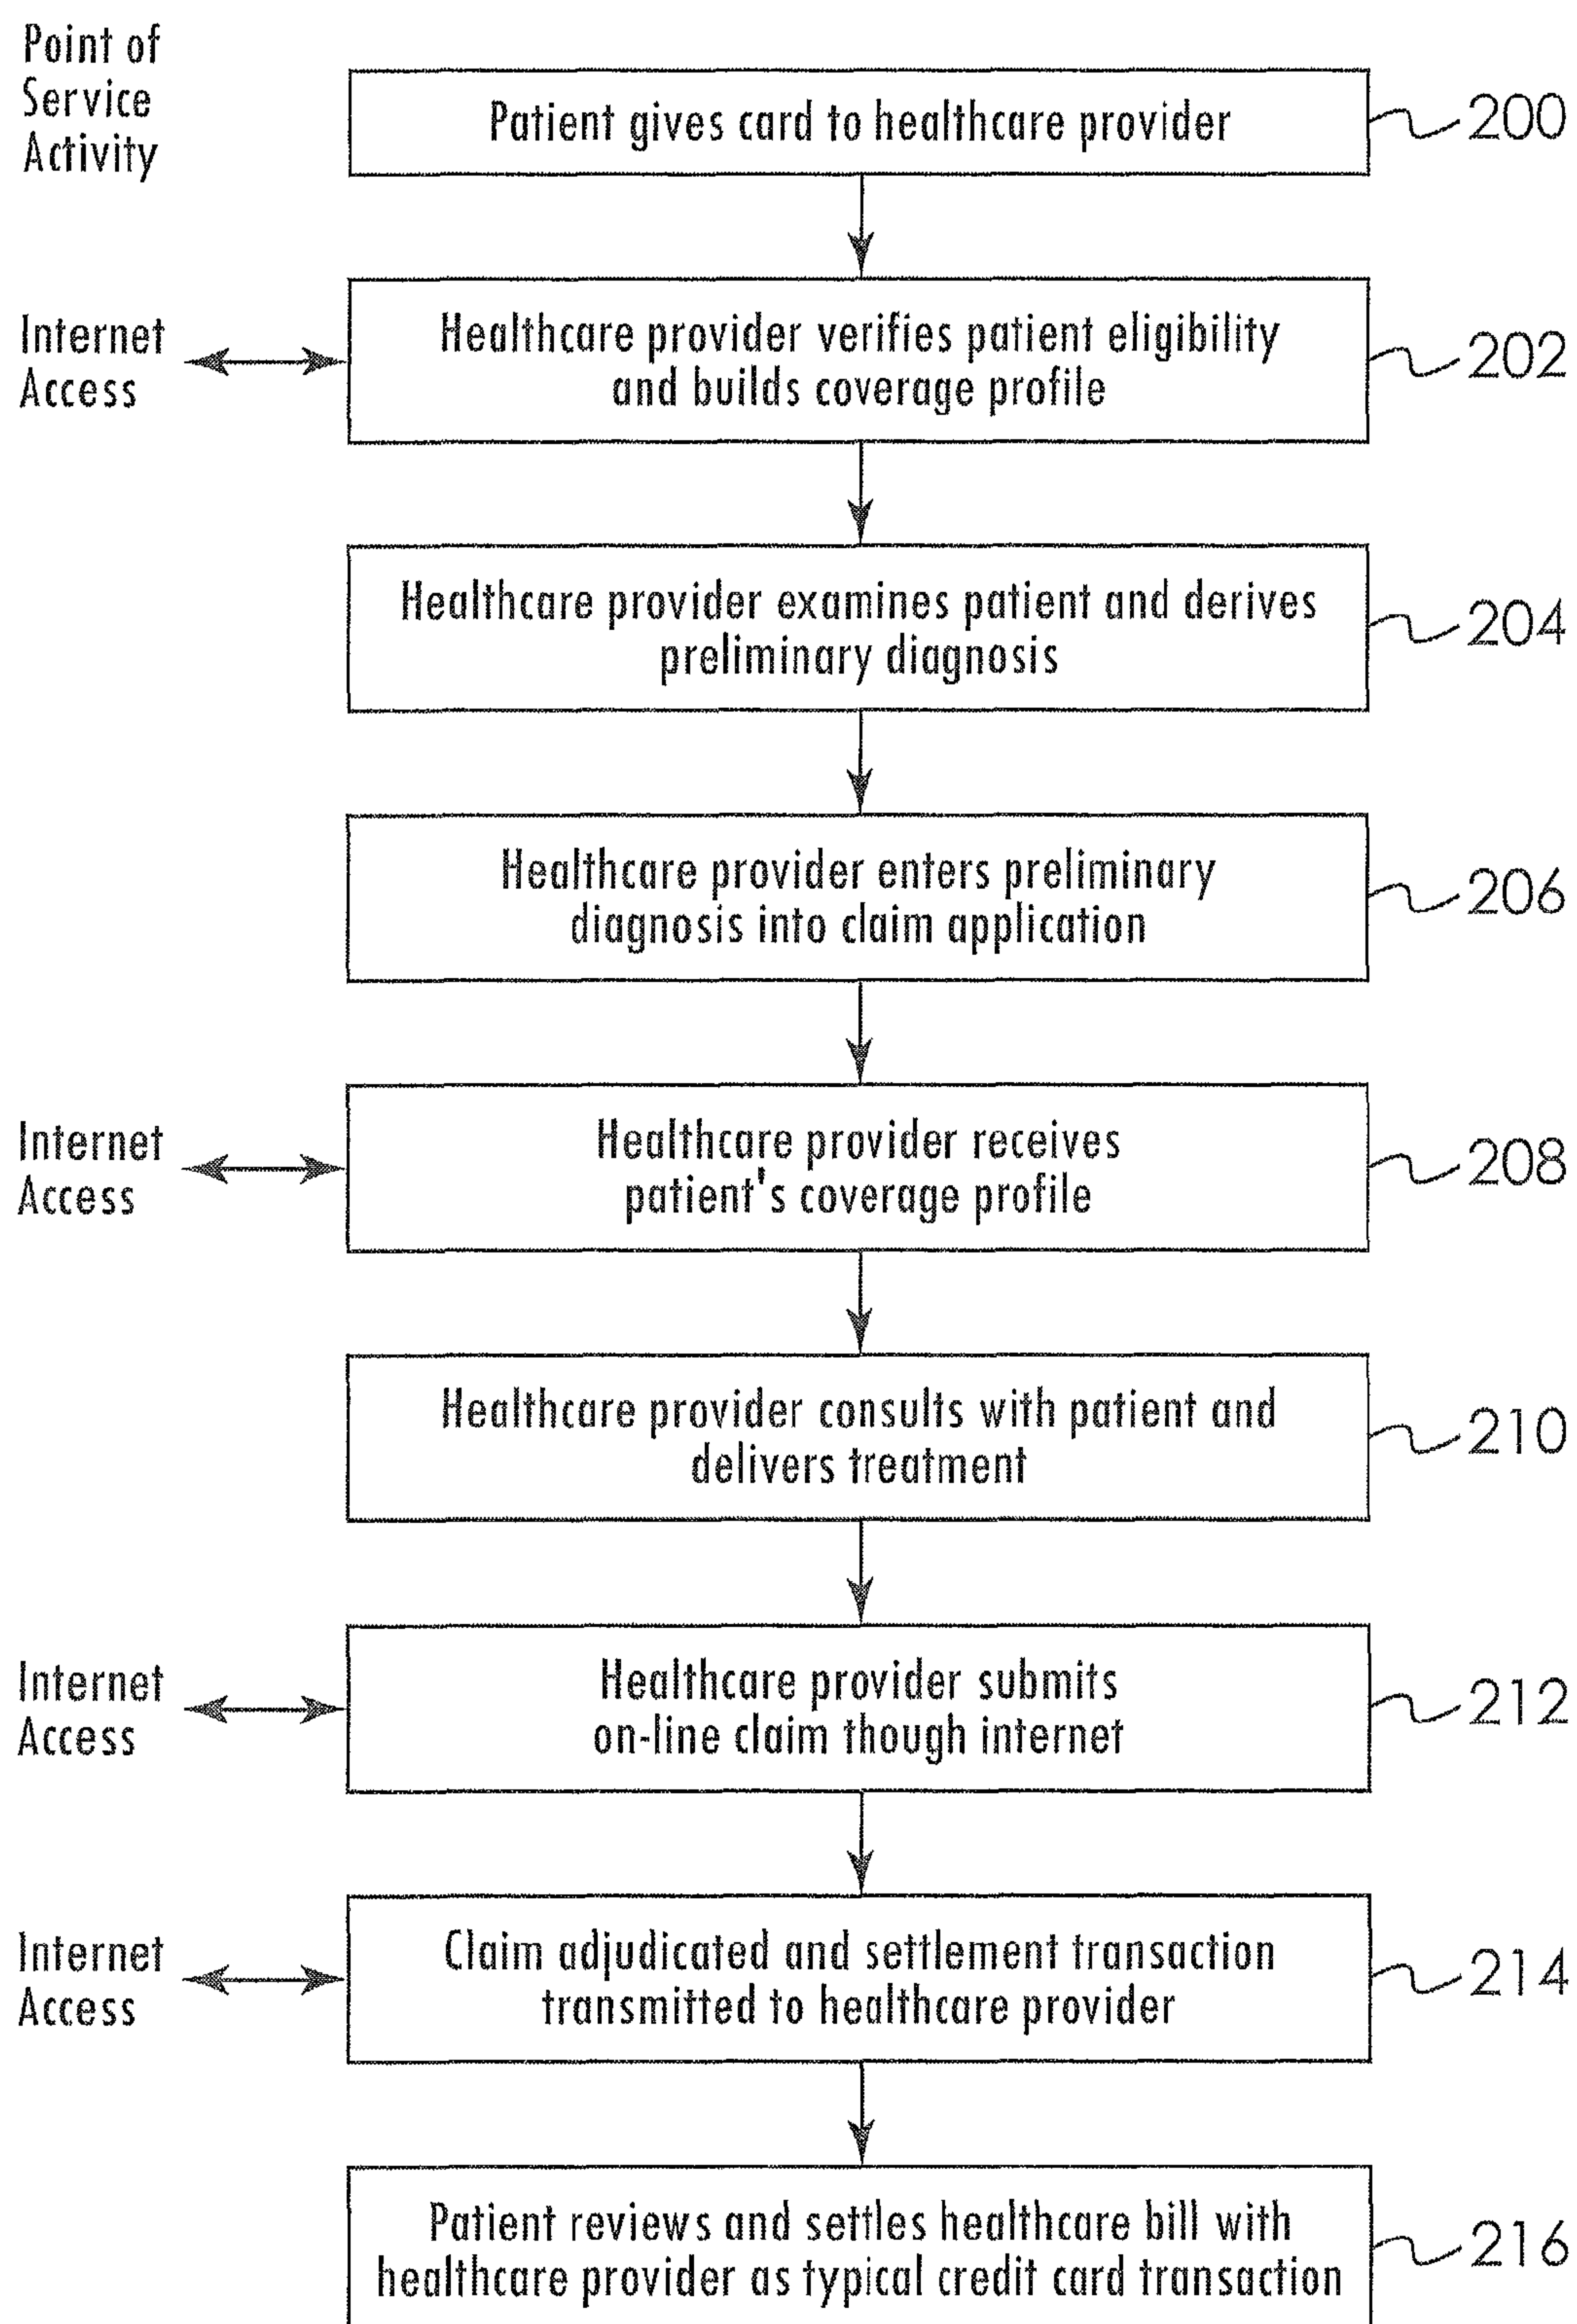 Point of
Service
Activity
Patient gives card to healthcare provider
200
Internet
Access
Healthcare provider verifies patient eligibility
and builds coverage profile
202
Healthcare provider examines patient and derives
preliminary diagnosis
204
Healthcare provider enters preliminary
diagnosis into claim application
206
Internet
Access
Healthcare provider receives
patient's coverage profile
208
Healthcare provider consults with patient and
delivers treatment
210
Internet
Access
Healthcare provider submits
on-line claim though internet
212
Internet
Access
Claim adjudicated and settlement transaction
transmitted to healthcare provider
214
Patient reviews and settles healthcare bill with
healthcare provider as typical credit card transaction
216